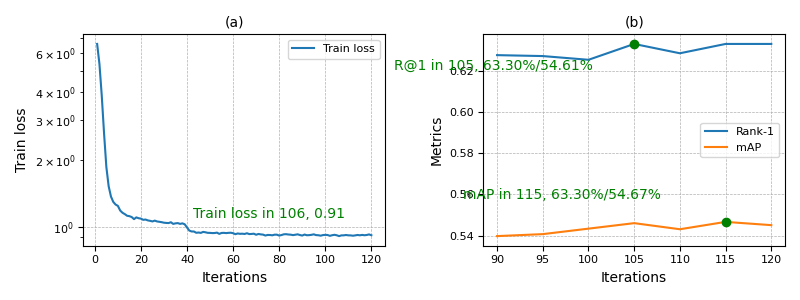 (a)
Train loss
6 × 10⁰
4 × 10⁰
3 × 10⁰
2 × 10⁰
10⁰
Train loss
Train loss in 106, 0.91
0 20 40 60 80 100 120
Iterations
(b)
R@1 in 105, 63.30%/54.61%
0.62
0.60
0.58
0.56
0.54
Metrics
Rank-1
mAP
mAP in 115, 63.30%/54.67%
90 95 100 105 110 115 120
Iterations